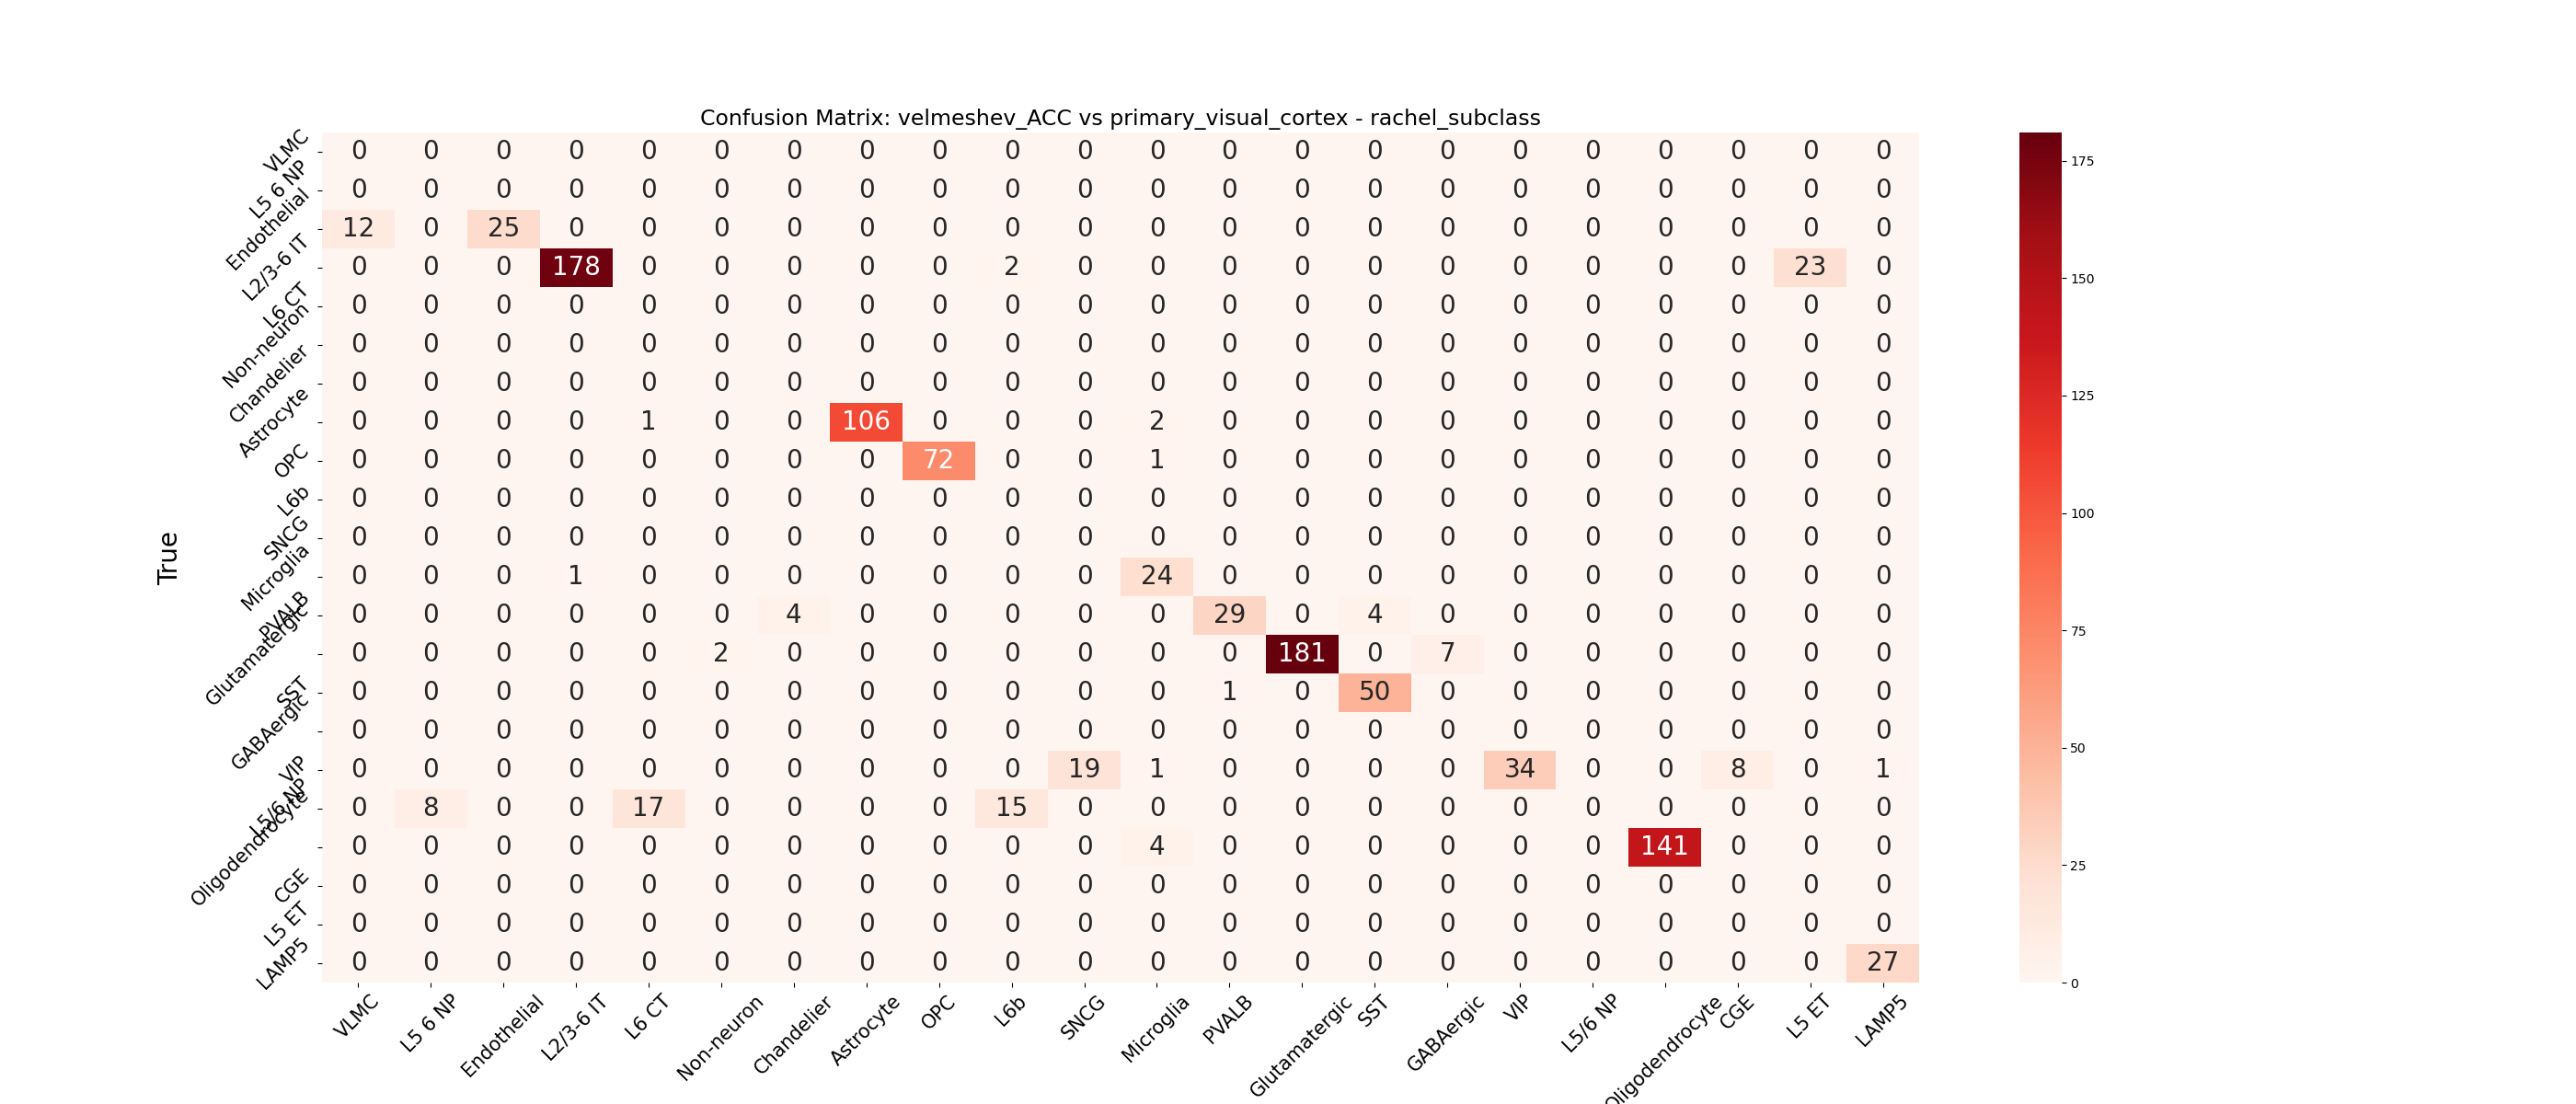 Confusion Matrix: velmeshev_ACC vs primary_visual_cortex - rachel_subclass
VLMC 0 0 0 0 0 0 0 0 0 0 0 0 0 0 0 0 0 0 0 0 0 0
L5 6 NP 0 0 0 0 0 0 0 0 0 0 0 0 0 0 0 0 0 0 0 0 0 0
Endothelial 12 0 25 0 0 0 0 0 0 0 0 0 0 0 0 0 0 0 0 0 0 0
L2/3-6 IT 0 0 0 178 0 0 0 0 0 2 0 0 0 0 0 0 0 0 0 0 23 0
L6 CT 0 0 0 0 0 0 0 0 0 0 0 0 0 0 0 0 0 0 0 0 0 0
Non-neuron 0 0 0 0 0 0 0 0 0 0 0 0 0 0 0 0 0 0 0 0 0 0
Chandelier 0 0 0 0 0 0 0 0 0 0 0 0 0 0 0 0 0 0 0 0 0 0
Astrocyte 0 0 0 0 1 0 0 106 0 0 0 2 0 0 0 0 0 0 0 0 0 0
OPC 0 0 0 0 0 0 0 0 72 0 0 1 0 0 0 0 0 0 0 0 0 0
L6b 0 0 0 0 0 0 0 0 0 0 0 0 0 0 0 0 0 0 0 0 0 0
SNCG 0 0 0 0 0 0 0 0 0 0 0 0 0 0 0 0 0 0 0 0 0 0
Microglia 0 0 0 1 0 0 0 0 0 0 0 24 0 0 0 0 0 0 0 0 0 0
PVALB 0 0 0 0 0 0 4 0 0 0 0 0 29 0 4 0 0 0 0 0 0 0
Glutamatergic 0 0 0 0 0 2 0 0 0 0 0 0 0 181 0 7 0 0 0 0 0 0
SST 0 0 0 0 0 0 0 0 0 0 0 0 1 0 50 0 0 0 0 0 0 0
GABAergic 0 0 0 0 0 0 0 0 0 0 0 0 0 0 0 0 0 0 0 0 0 0
VIP 0 0 0 0 0 0 0 0 0 0 19 1 0 0 0 0 34 0 0 8 0 1
L5/6 NP 0 8 0 0 17 0 0 0 0 15 0 0 0 0 0 0 0 0 0 0 0 0
Oligodendrocyte 0 0 0 0 0 0 0 0 0 0 0 4 0 0 0 0 0 0 141 0 0 0
CGE 0 0 0 0 0 0 0 0 0 0 0 0 0 0 0 0 0 0 0 0 0 0
L5 ET 0 0 0 0 0 0 0 0 0 0 0 0 0 0 0 0 0 0 0 0 0 0
LAMP5 0 0 0 0 0 0 0 0 0 0 0 0 0 0 0 0 0 0 0 0 0 27
True
VLMC L5 6 NP Endothelial L2/3-6 IT L6 CT Non-neuron Chandelier Astrocyte OPC L6b SNCG Microglia PVALB Glutamatergic SST GABAergic VIP L5/6 NP Oligodendrocyte CGE L5 ET LAMP5
175
150
125
100
75
50
25
0